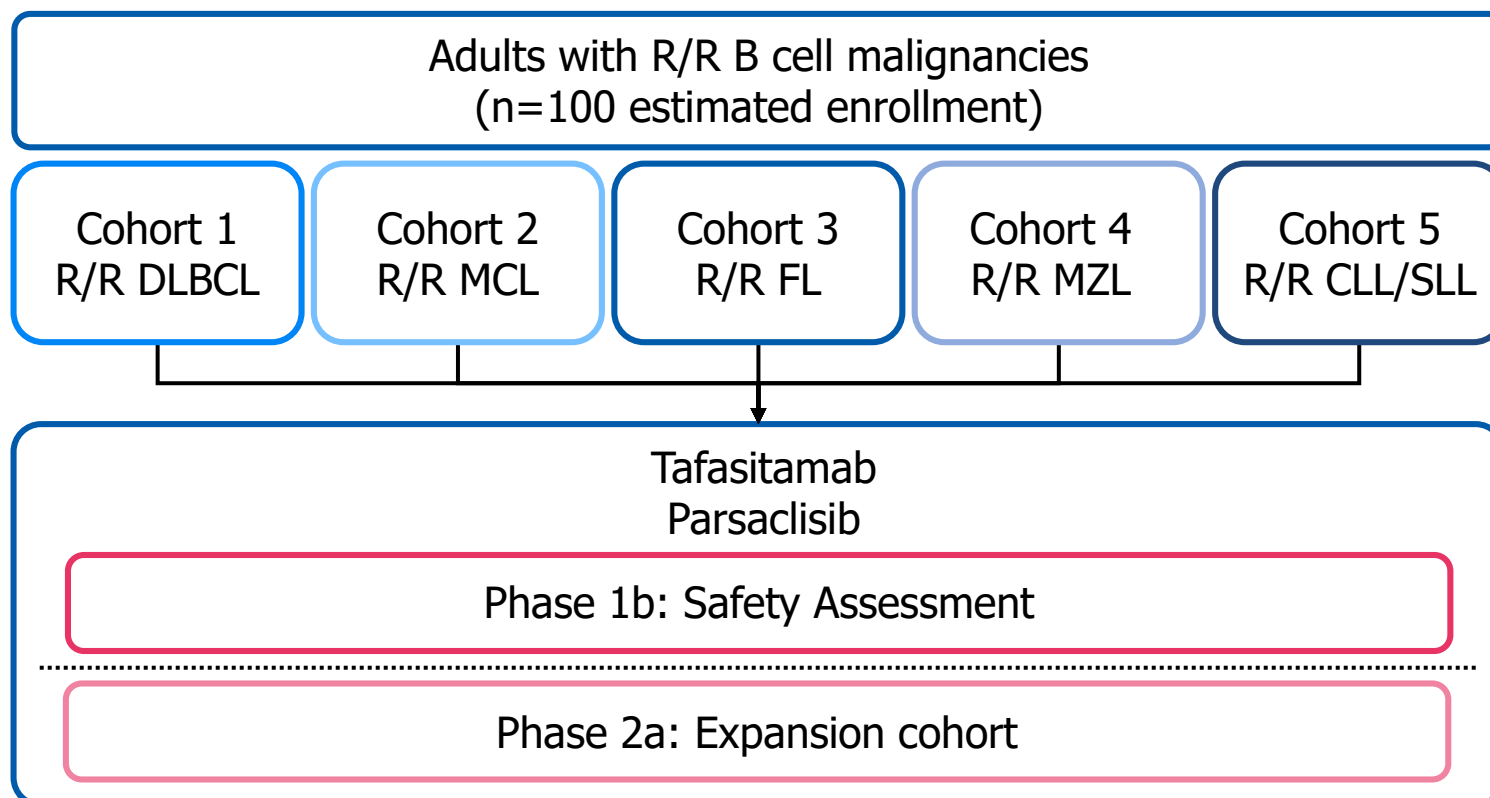 Adults with R/R B cell malignancies
(n=100 estimated enrollment)
Cohort 1
R/R DLBCL
Cohort 2
R/R MCL
Cohort 3
R/R FL
Cohort 4
R/R MZL
Cohort 5
R/R CLL/SLL
Tafasitamab
Parsaclisib
Phase 1b: Safety Assessment
Phase 2a: Expansion cohort